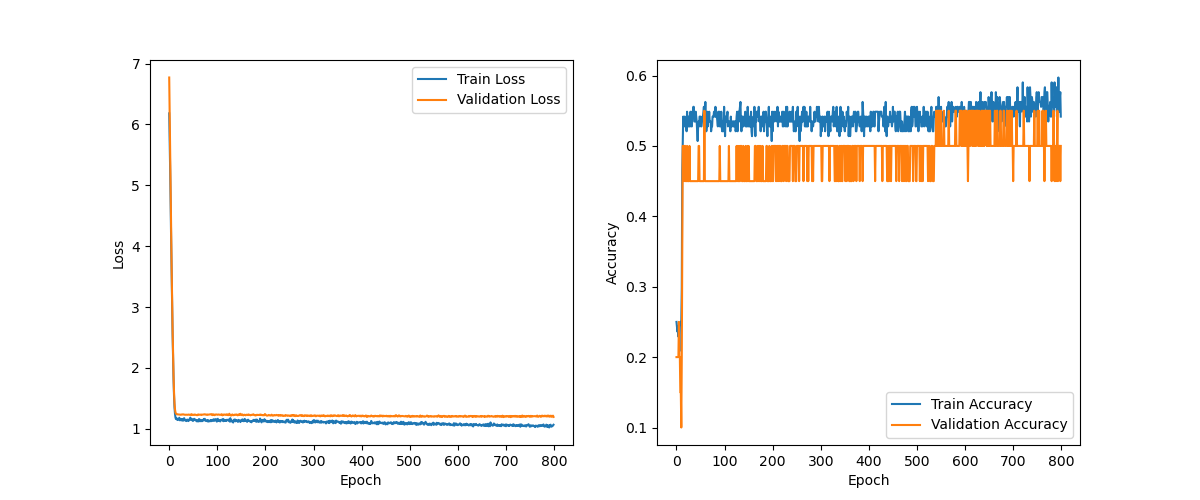 7
6
5
4
3
2
1
Loss
0 100 200 300 400 500 600 700 800
Epoch
Train Loss
Validation Loss
0.6
0.5
0.4
0.3
0.2
0.1
Accuracy
0 100 200 300 400 500 600 700 800
Epoch
Train Accuracy
Validation Accuracy